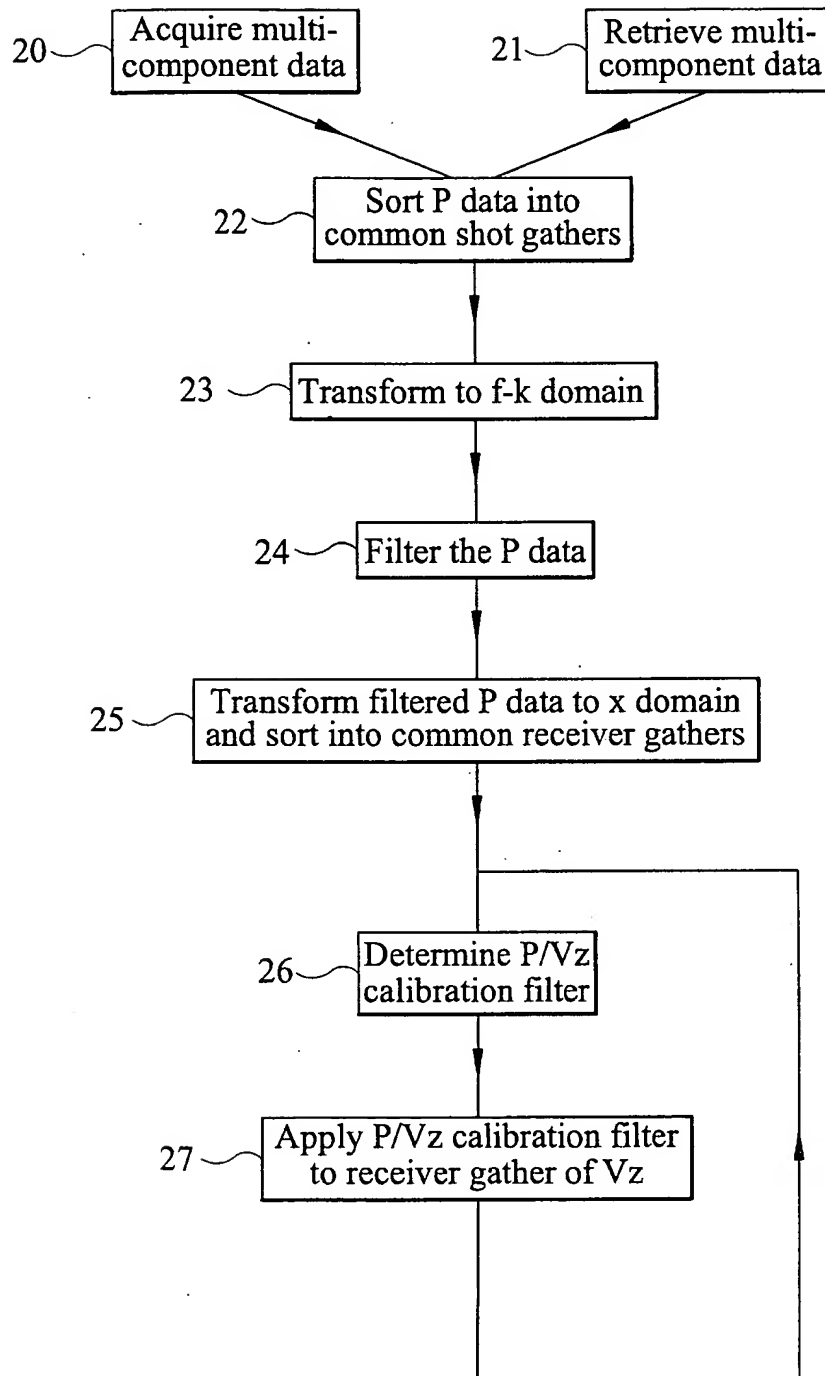 20
Acquire multi-
component data
21
Retrieve multi-
component data
22
Sort P data into
common shot gathers
23
Transform to f-k domain
24
Filter the P data
25
Transform filtered P data to x domain
and sort into common receiver gathers
26
Determine P/Vz
calibration filter
27
Apply P/Vz calibration filter
to receiver gather of Vz